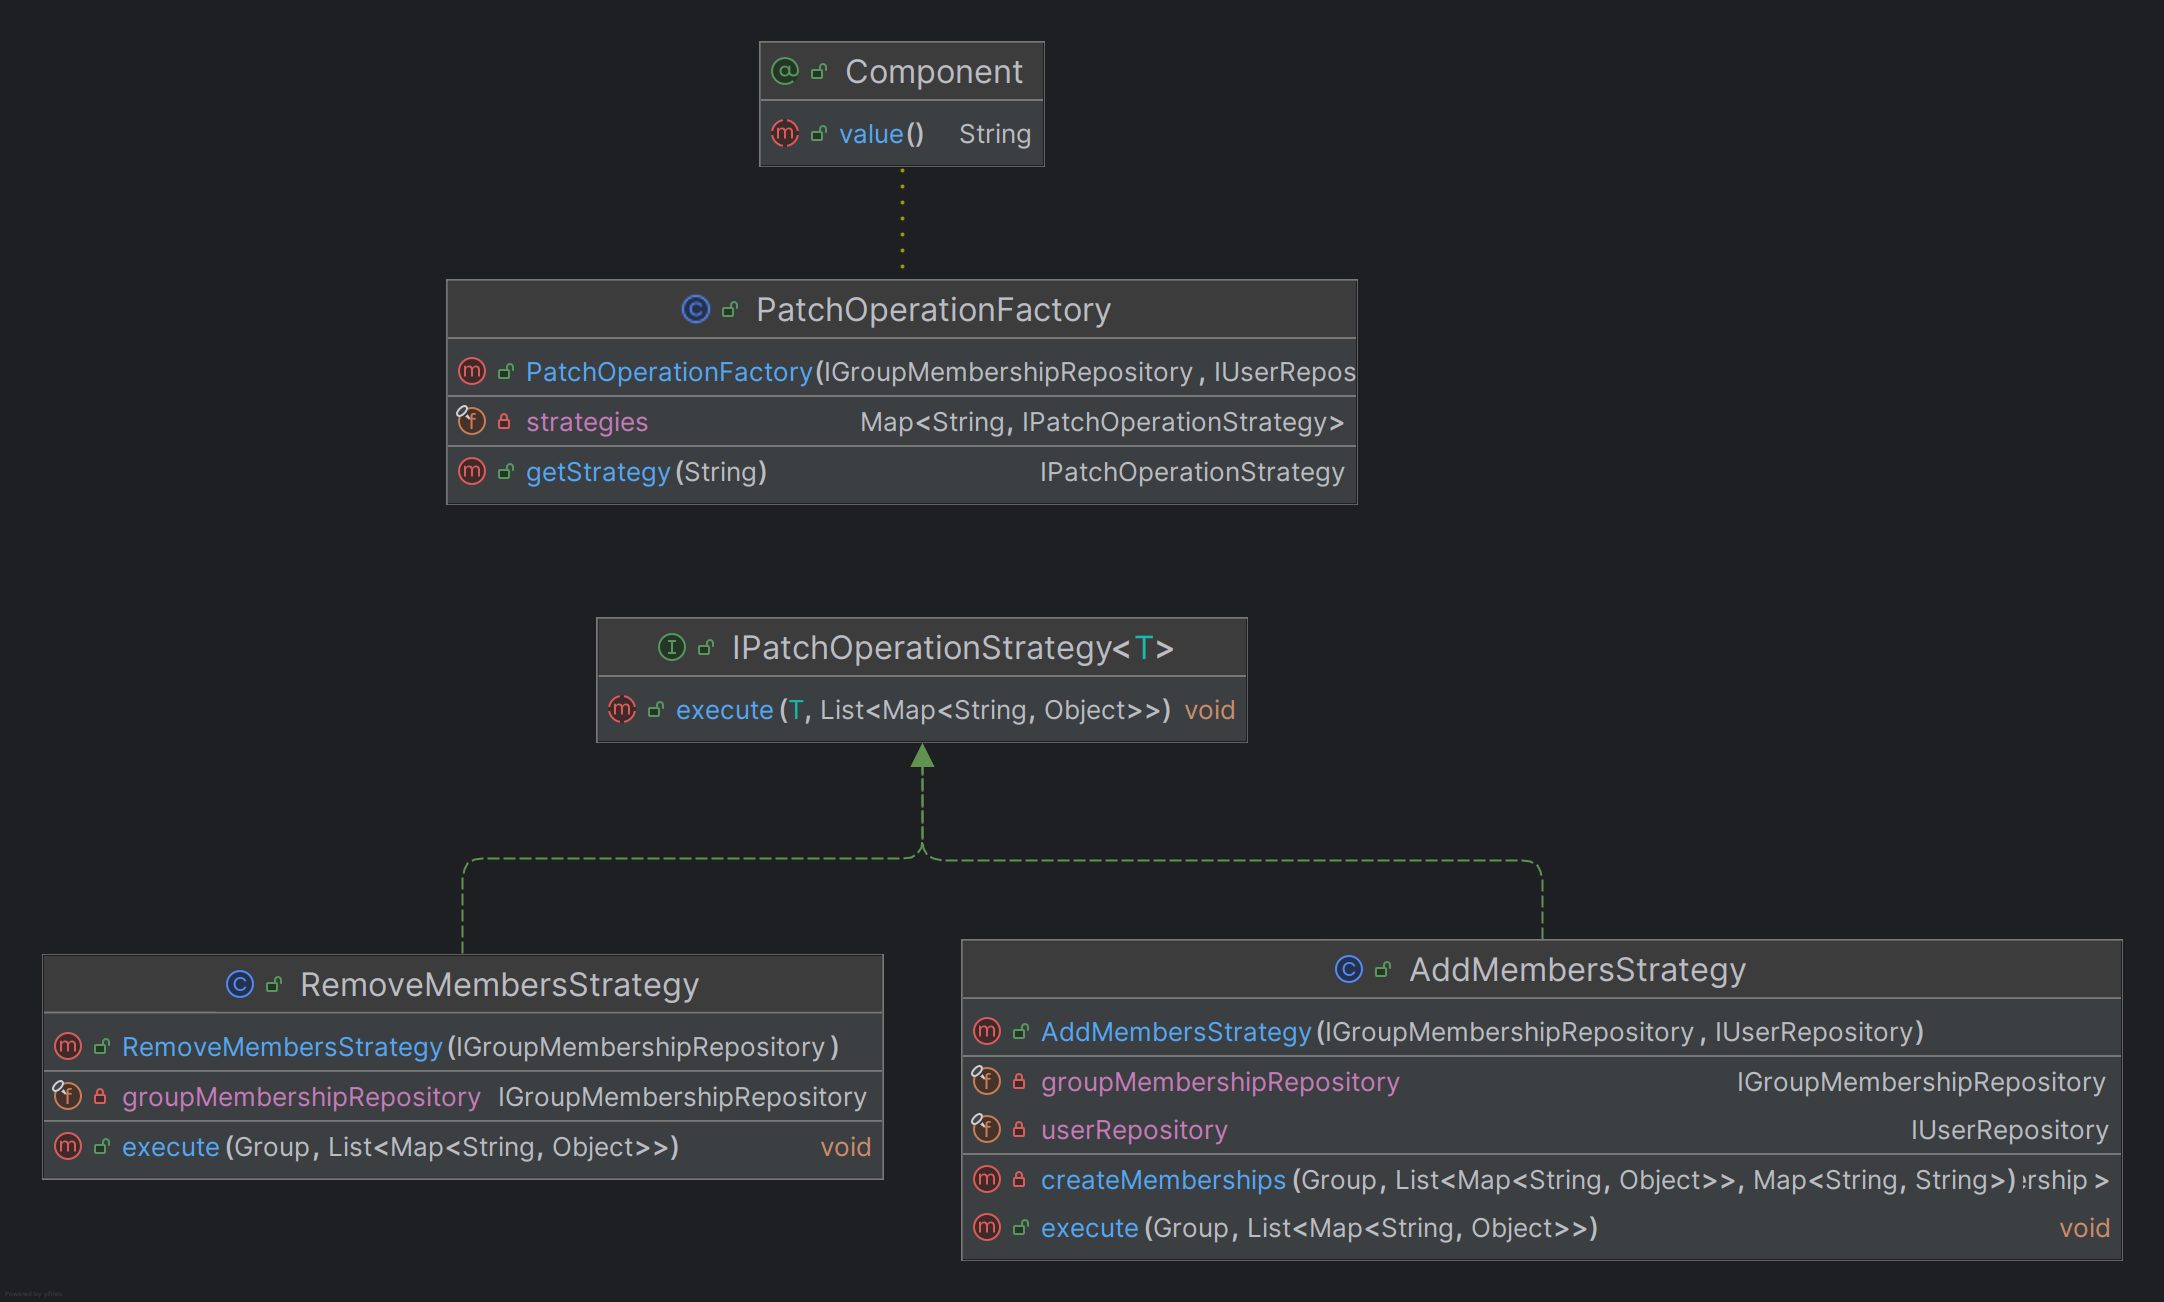 Component
value() String
PatchOperationFactory
PatchOperationFactory(IGroupMembershipRepository, IUserRepos
strategies Map<String, IPatchOperationStrategy>
getStrategy(String) IPatchOperationStrategy
IPatchOperationStrategy<T>
execute(T, List<Map<String, Object>>) void
RemoveMembersStrategy
RemoveMembersStrategy(IGroupMembershipRepository)
groupMembershipRepository IGroupMembershipRepository
execute(Group, List<Map<String, Object>>) void
AddMembersStrategy
AddMembersStrategy(IGroupMembershipRepository, IUserRepository)
groupMembershipRepository IGroupMembershipRepository
userRepository IUserRepository
createMemberships(Group, List<Map<String, Object>>, Map<String, String>) rship>
execute(Group, List<Map<String, Object>>) void
Powered by yFiles